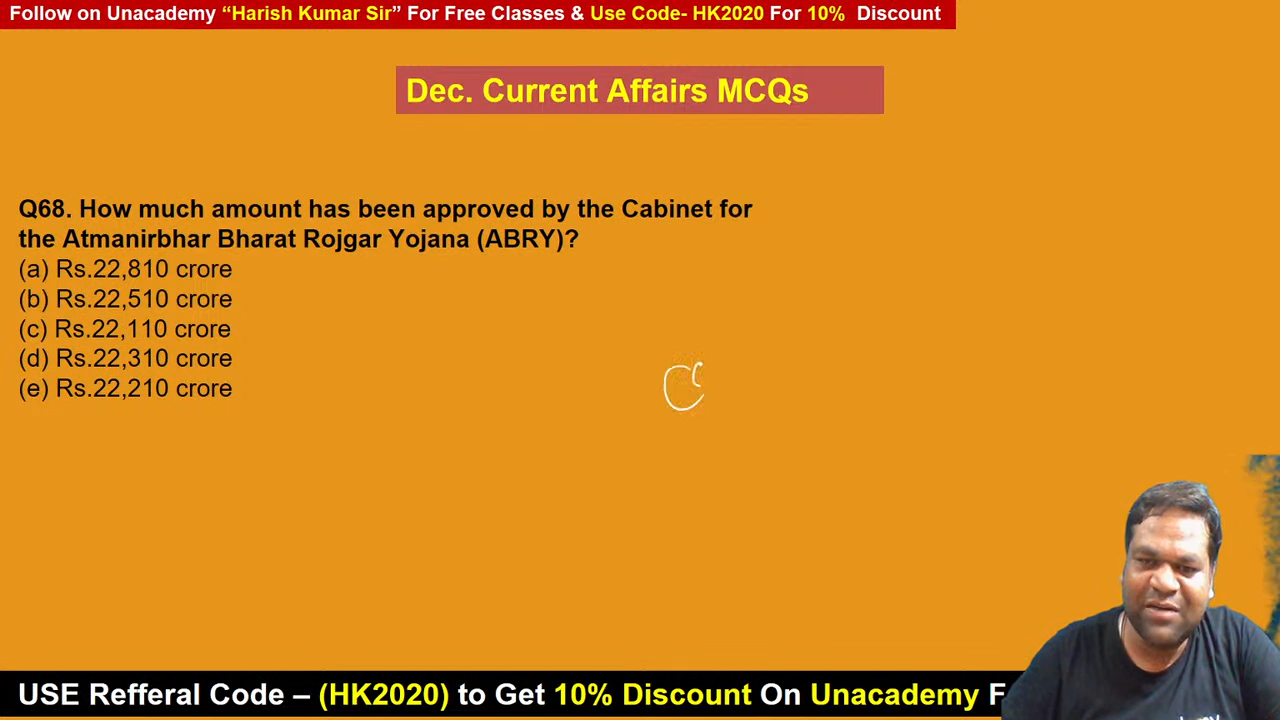 Follow on Unacademy “Harish Kumar Sir” For Free Classes & Use Code- HK2020 For 10% Discount
Dec. Current Affairs MCQs
Q68. How much amount has been approved by the Cabinet for
the Atmanirbhar Bharat Rojgar Yojana (ABRY)?
(a) Rs.22,810 crore
(b) Rs.22,510 crore
(c) Rs.22,110 crore
(d) Rs.22,310 crore
(e) Rs.22,210 crore
USE Refferal Code – (HK2020) to Get 10% Discount On Unacademy F